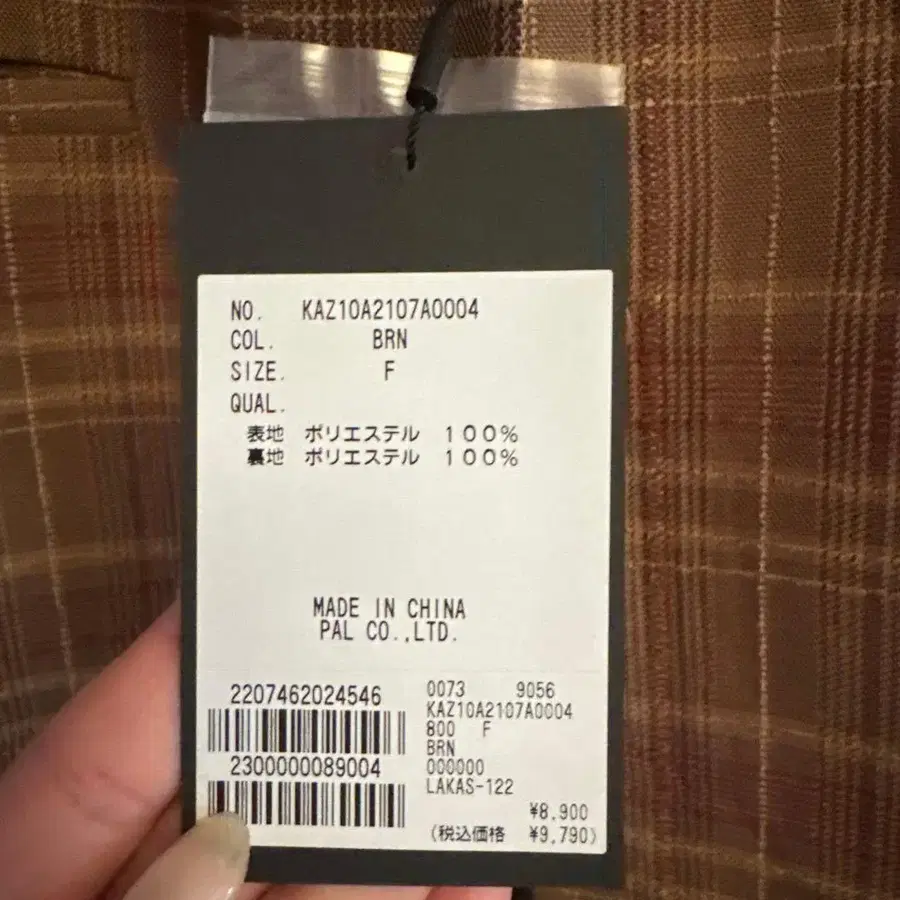 NO. KAZ10A2107A0004
COL. BRN
SIZE. F
QUAL.
表地 ポリエステル 100%
裏地 ポリエステル 100%
MADE IN CHINA
PAL CO.,LTD.
2207462024546
2300000089004
0073 9056
KAZ10A2107A0004
800 F
BRN
000000
LAKAS-122
¥8,900
(税込価格 ¥9,790)